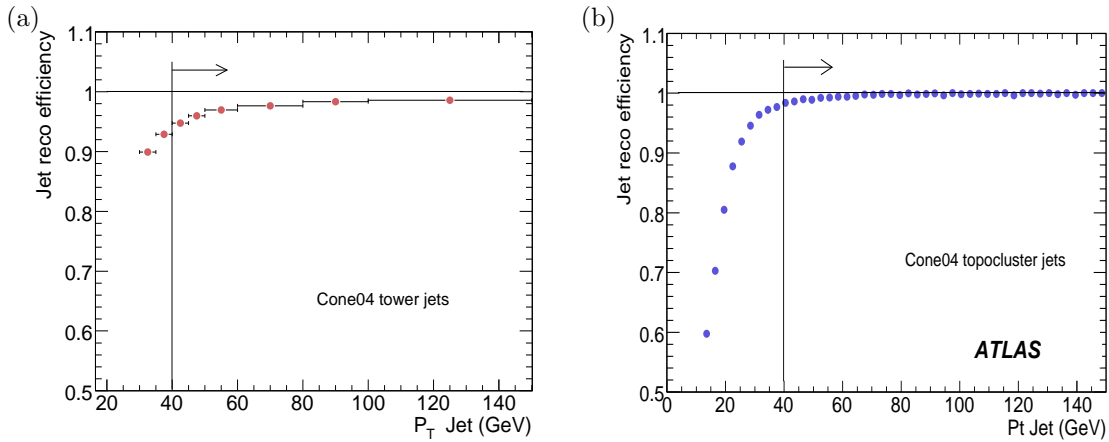 (a)
Jet reco efficiency
1.1
1
0.9
0.8
0.7
0.6
0.5
Cone04 tower jets
20 40 60 80 100 120 140
P_T Jet (GeV)
(b)
Jet reco efficiency
1.1
1
0.9
0.8
0.7
0.6
0.5
Cone04 topocluster jets
ATLAS
0 20 40 60 80 100 120 140
Pt Jet (GeV)